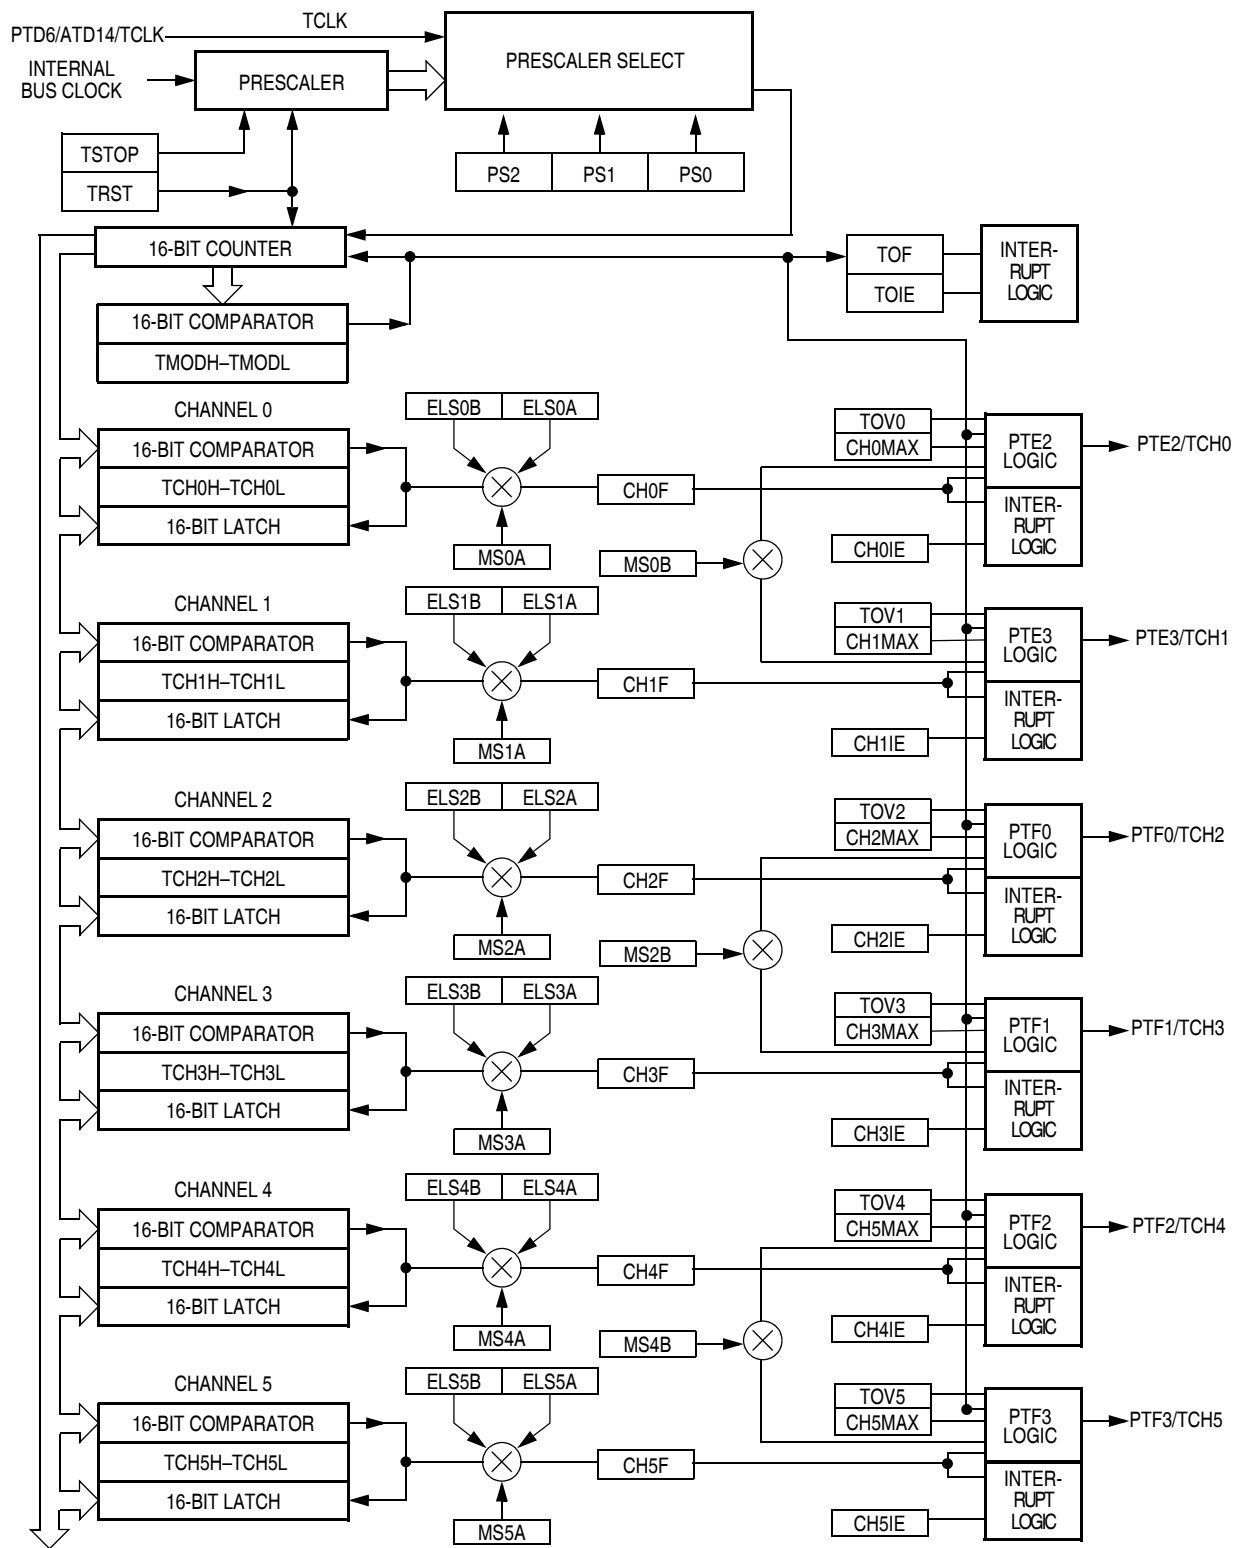 TCLK
PTD6/ATD14/TCLK
PRESCALER SELECT
INTERNAL
BUS CLOCK
PRESCALER
TSTOP
TRST
PS2 PS1 PS0
16-BIT COUNTER
TOF
TOIE
INTER-
RUPT
LOGIC
16-BIT COMPARATOR
TMODH–TMODL
CHANNEL 0
ELS0B ELS0A
TOV0
CH0MAX
16-BIT COMPARATOR
TCH0H–TCH0L
16-BIT LATCH
CH0F
PTE2
LOGIC
PTE2/TCH0
INTER-
RUPT
LOGIC
CH0IE
MS0A
MS0B
CHANNEL 1
ELS1B ELS1A
TOV1
CH1MAX
16-BIT COMPARATOR
TCH1H–TCH1L
16-BIT LATCH
CH1F
PTE3
LOGIC
PTE3/TCH1
INTER-
RUPT
LOGIC
CH1IE
MS1A
CHANNEL 2
ELS2B ELS2A
TOV2
CH2MAX
16-BIT COMPARATOR
TCH2H–TCH2L
16-BIT LATCH
CH2F
PTF0
LOGIC
PTF0/TCH2
INTER-
RUPT
LOGIC
CH2IE
MS2A
MS2B
CHANNEL 3
ELS3B ELS3A
TOV3
CH3MAX
16-BIT COMPARATOR
TCH3H–TCH3L
16-BIT LATCH
CH3F
PTF1
LOGIC
PTF1/TCH3
INTER-
RUPT
LOGIC
CH3IE
MS3A
CHANNEL 4
ELS4B ELS4A
TOV4
CH5MAX
16-BIT COMPARATOR
TCH4H–TCH4L
16-BIT LATCH
CH4F
PTF2
LOGIC
PTF2/TCH4
INTER-
RUPT
LOGIC
CH4IE
MS4A
MS4B
CHANNEL 5
ELS5B ELS5A
TOV5
CH5MAX
16-BIT COMPARATOR
TCH5H–TCH5L
16-BIT LATCH
CH5F
PTF3
LOGIC
PTF3/TCH5
INTER-
RUPT
LOGIC
CH5IE
MS5A